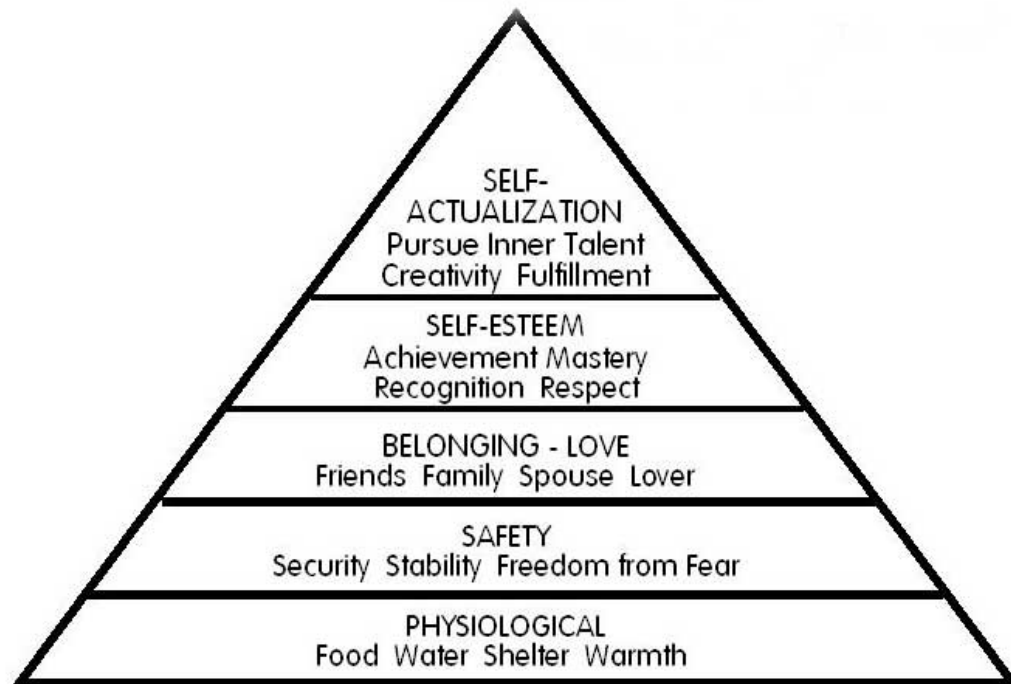 SELF-
ACTUALIZATION
Pursue Inner Talent
Creativity Fulfillment
SELF-ESTEEM
Achievement Mastery
Recognition Respect
BELONGING - LOVE
Friends Family Spouse Lover
SAFETY
Security Stability Freedom from Fear
PHYSIOLOGICAL
Food Water Shelter Warmth